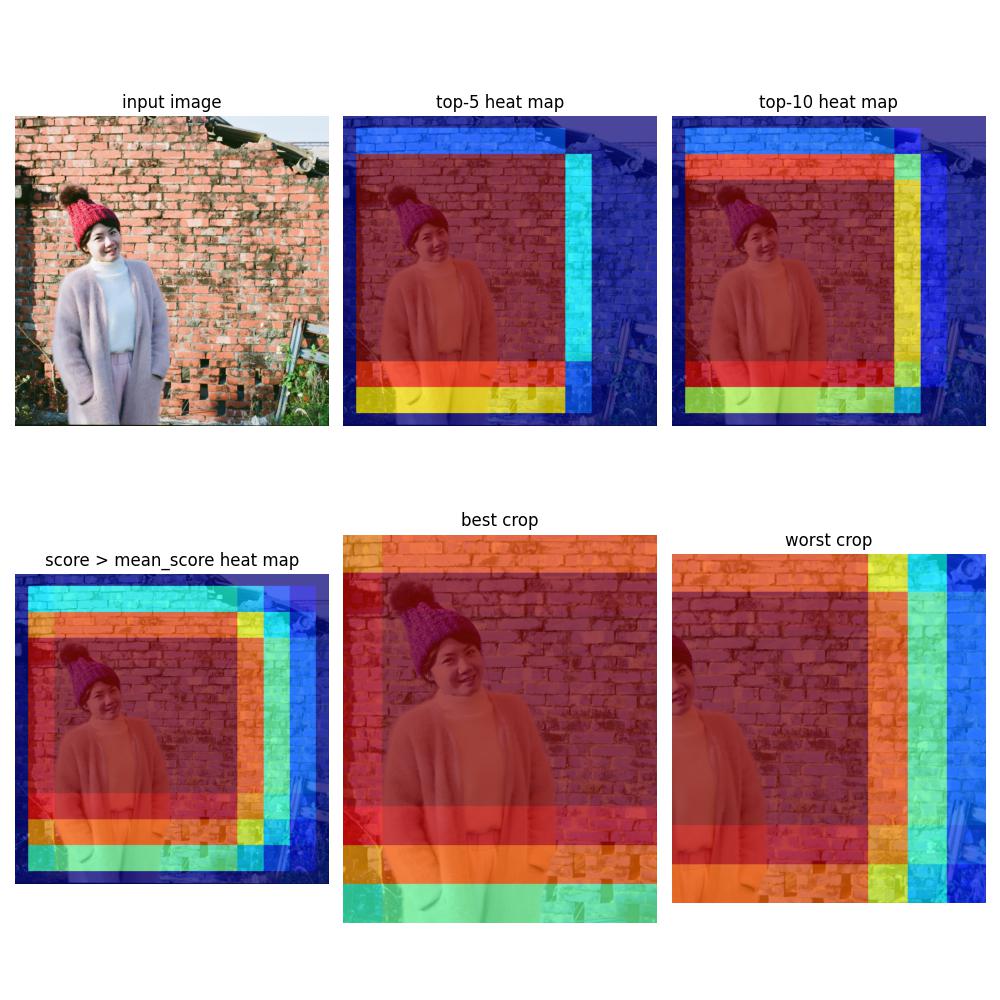 input image
top-5 heat map
top-10 heat map
score > mean_score heat map
best crop
worst crop